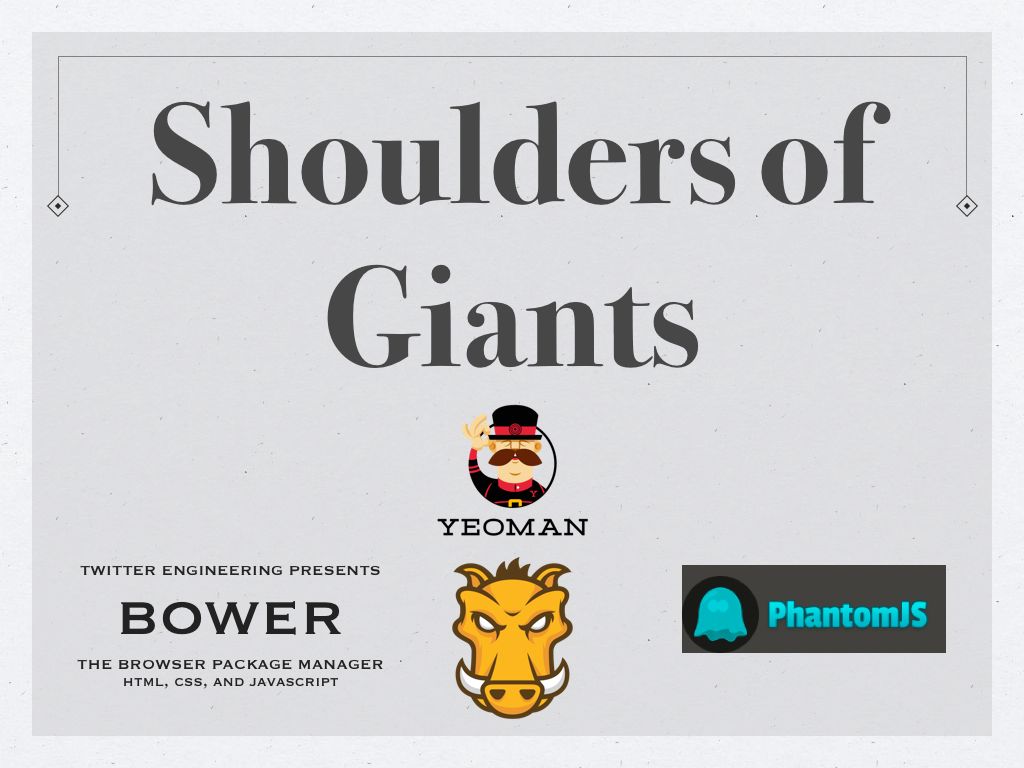 Shoulders of
Giants
YEOMAN
TWITTER ENGINEERING PRESENTS
BOWER
THE BROWSER PACKAGE MANAGER
HTML, CSS, AND JAVASCRIPT
PhantomJS